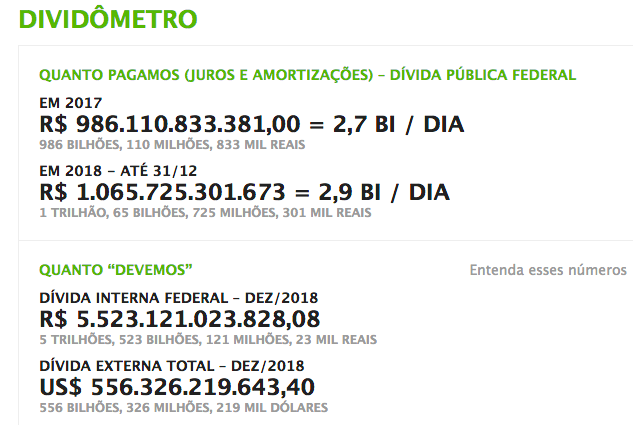 DIVIDÔMETRO
QUANTO PAGAMOS (JUROS E AMORTIZAÇÕES) – DÍVIDA PÚBLICA FEDERAL
EM 2017
R$ 986.110.833.381,00 = 2,7 BI / DIA
986 BILHÕES, 110 MILHÕES, 833 MIL REAIS
EM 2018 – ATÉ 31/12
R$ 1.065.725.301.673 = 2,9 BI / DIA
1 TRILHÃO, 65 BILHÕES, 725 MILHÕES, 301 MIL REAIS
QUANTO “DEVEMOS”
Entenda esses números
DÍVIDA INTERNA FEDERAL – DEZ/2018
R$ 5.523.121.023.828,08
5 TRILHÕES, 523 BILHÕES, 121 MILHÕES, 23 MIL REAIS
DÍVIDA EXTERNA TOTAL – DEZ/2018
US$ 556.326.219.643,40
556 BILHÕES, 326 MILHÕES, 219 MIL DÓLARES